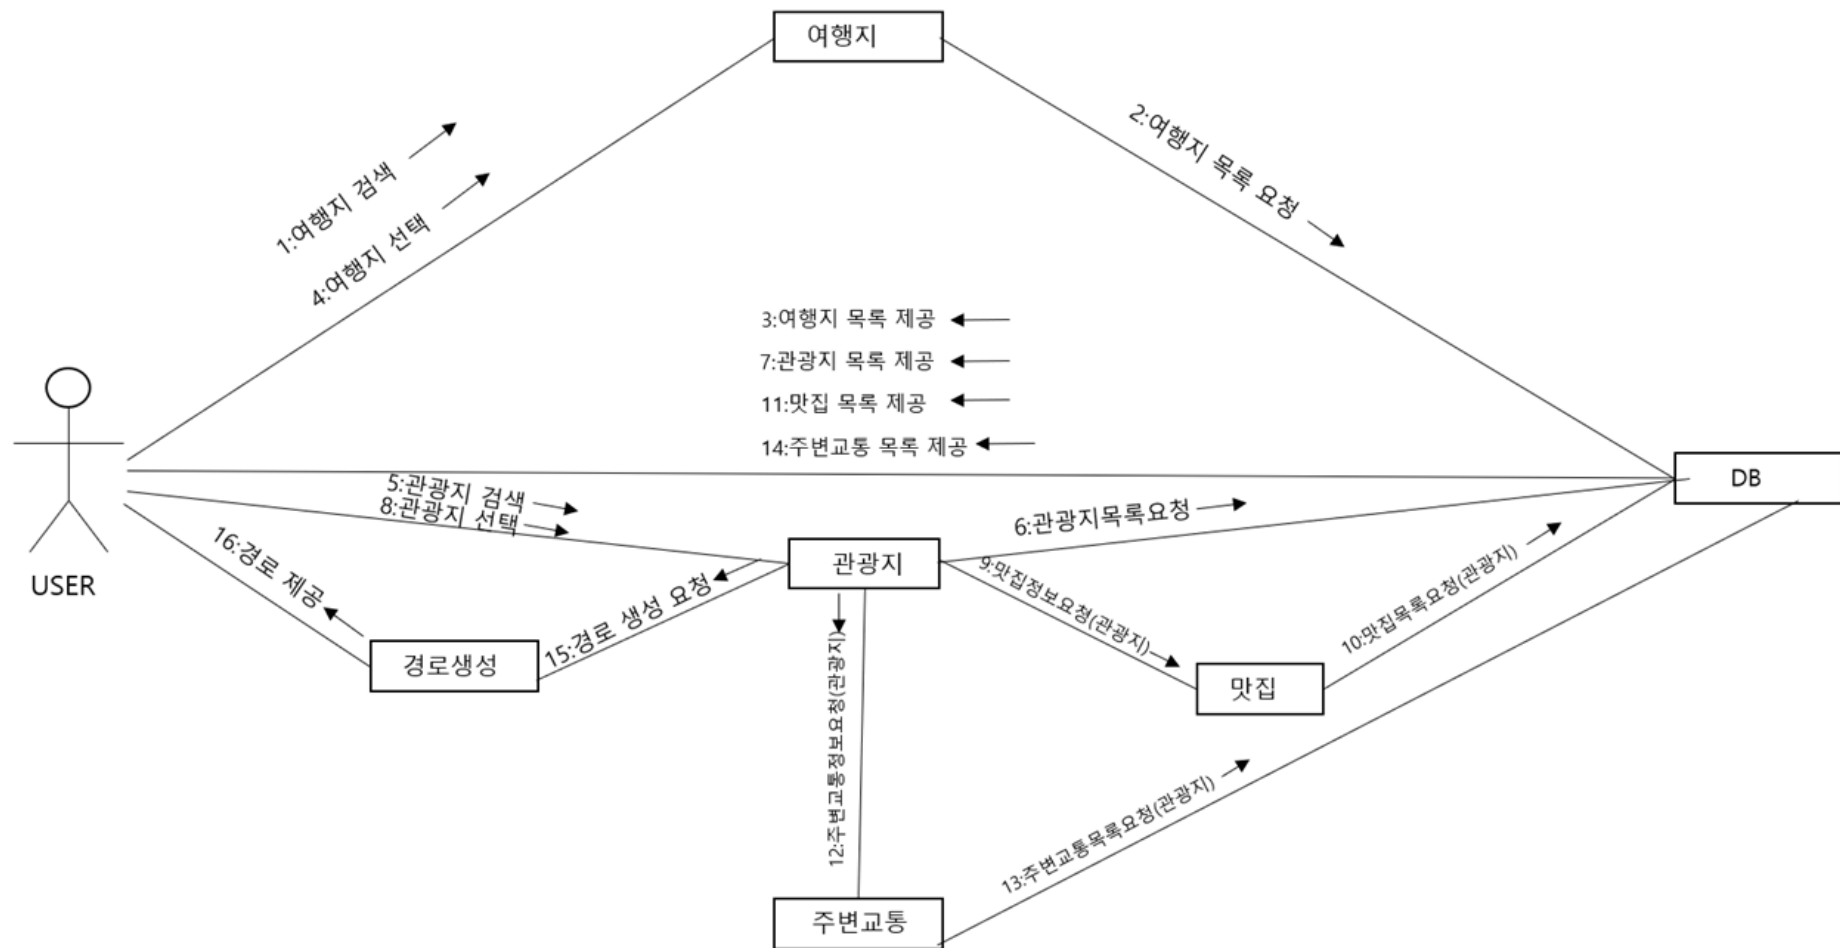 여행지
2:여행지 목록 요청
1:여행지 검색
4:여행지 선택
3:여행지 목록 제공
7:관광지 목록 제공
11:맛집 목록 제공
14:주변교통 목록 제공
DB
5:관광지 검색
8:관광지 선택
6:관광지목록요청
USER
16:경로 제공
관광지
9:맛집정보요청(관광지)
10:맛집목록요청(관광지)
15:경로 생성 요청
경로생성
맛집
12:주변교통정보요청(관광지)
13:주변교통목록요청(관광지)
주변교통